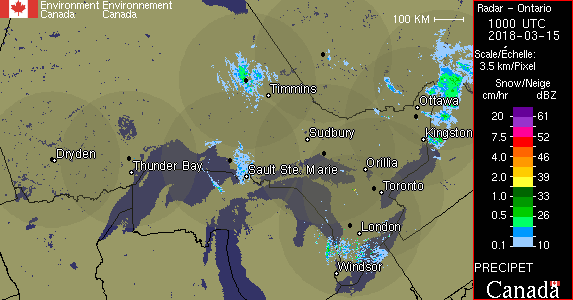 Environment Environnement
Canada Canada
100 KM
Radar - Ontario
1000 UTC
2018-03-15
Scale/Échelle:
3.5 km/Pixel
Snow/Neige
cm/hr dBZ
20 61
7.5 52
4.0 46
2.0 39
1.0 33
0.5 26
0.1 10
PRECIPET
Canada
Timmins
Ottawa
Sudbury
Kingston
Dryden
Thunder Bay
Sault Ste. Marie
Orillia
Toronto
London
Windsor